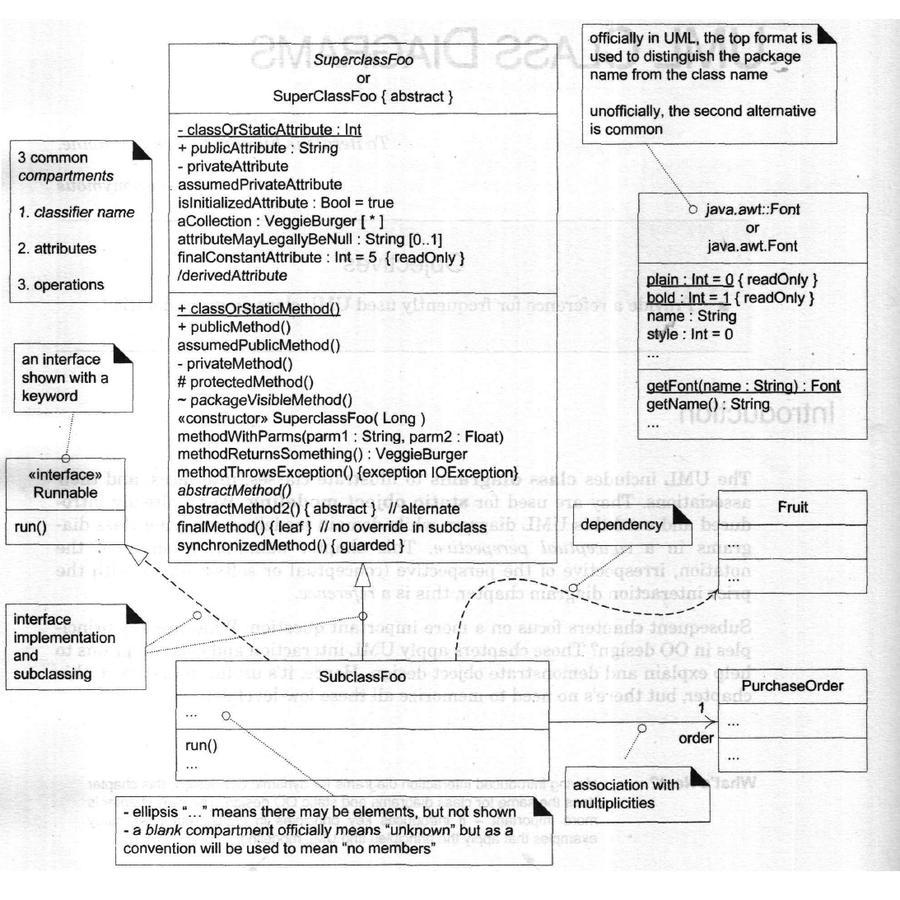 SuperclassFoo
or
SuperClassFoo { abstract }
- classOrStaticAttribute : Int
+ publicAttribute : String
- privateAttribute
assumedPrivateAttribute
isInitializedAttribute : Bool = true
aCollection : VeggieBurger [ * ]
attributeMayLegallyBeNull : String [0..1]
finalConstantAttribute : Int = 5 { readOnly }
/derivedAttribute
+ classOrStaticMethod()
+ publicMethod()
assumedPublicMethod()
- privateMethod()
# protectedMethod()
~ packageVisibleMethod()
«constructor» SuperclassFoo( Long )
methodWithParms(parm1 : String, parm2 : Float)
methodReturnsSomething() : VeggieBurger
methodThrowsException() {exception IOException}
abstractMethod()
abstractMethod2() { abstract } // alternate
finalMethod() { leaf } // no override in subclass
synchronizedMethod() { guarded }
officially in UML, the top format is
used to distinguish the package
name from the class name
unofficially, the second alternative
is common
3 common
compartments
1. classifier name
2. attributes
3. operations
java.awt::Font
or
java.awt.Font
plain : Int = 0 { readOnly }
bold : Int = 1 { readOnly }
name : String
style : Int = 0
...
getFont(name : String) : Font
getName() : String
...
an interface
shown with a
keyword
«interface»
Runnable
run()
dependency
Fruit
...
...
interface
implementation
and
subclassing
SubclassFoo
...
run()
...
1
order
PurchaseOrder
...
...
association with
multiplicities
- ellipsis “...” means there may be elements, but not shown
- a blank compartment officially means “unknown” but as a
convention will be used to mean “no members”